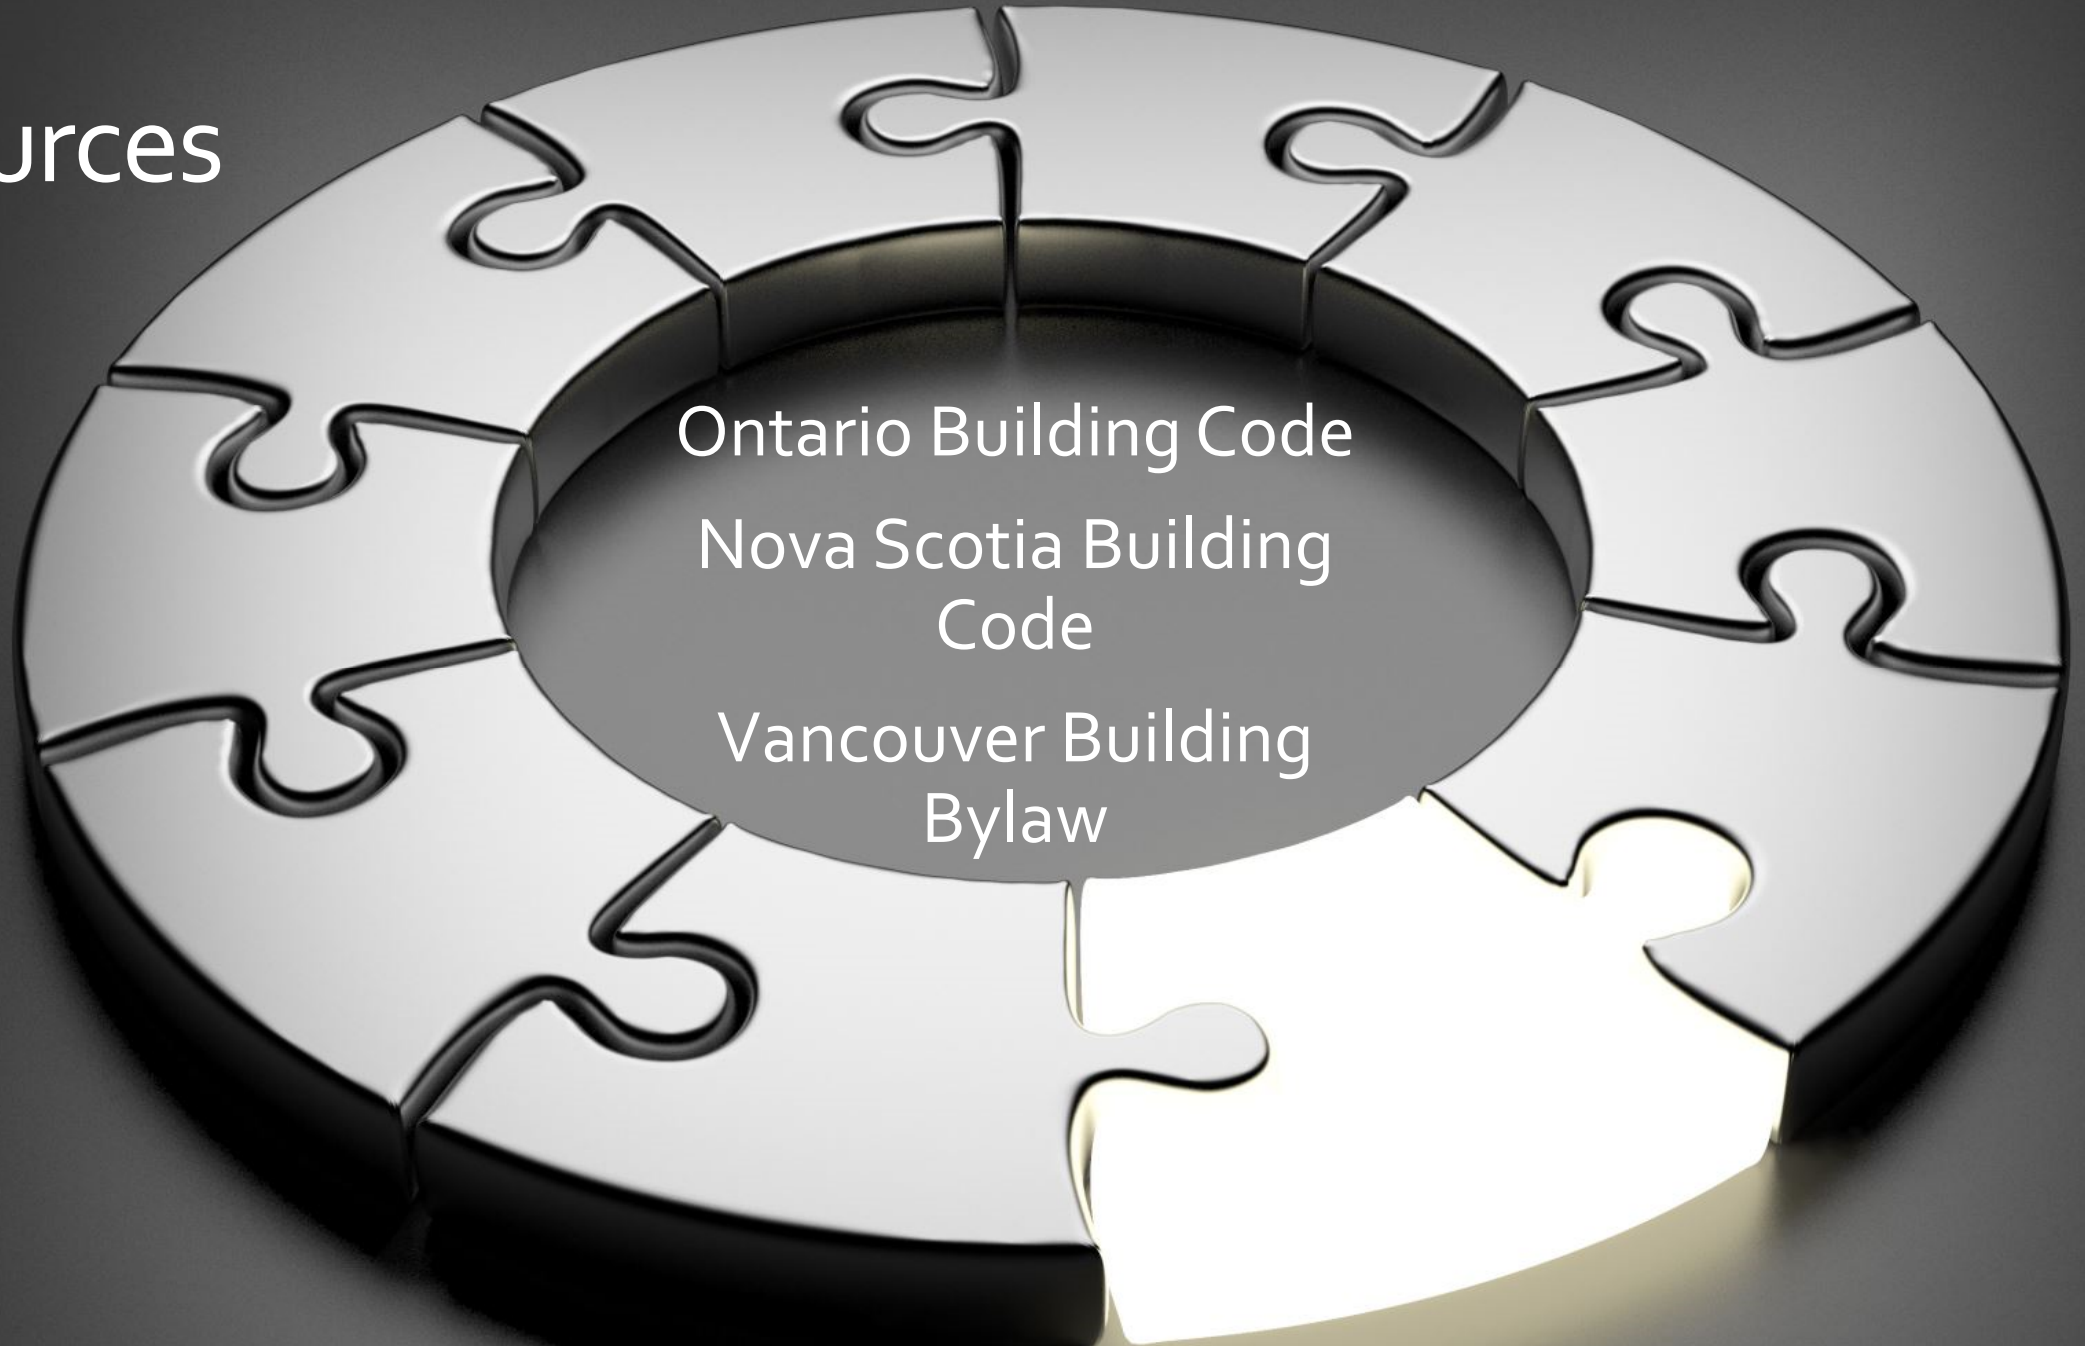 urces
Ontario Building Code
Nova Scotia Building
Code
Vancouver Building
Bylaw